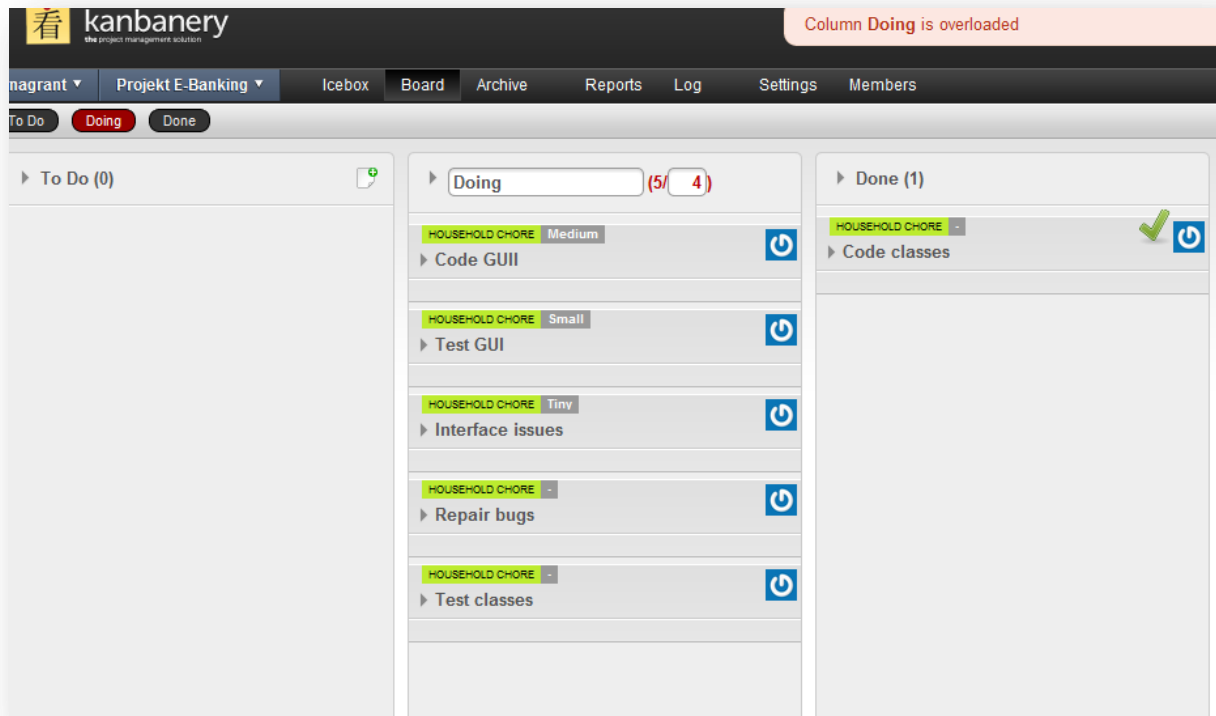 看 kanbanery
the project management solution
Column Doing is overloaded
nagrant Projekt E-Banking Icebox Board Archive Reports Log Settings Members
To Do Doing Done
To Do (0)
Doing (5/ 4)
Done (1)
HOUSEHOLD CHORE Medium
Code GUII
HOUSEHOLD CHORE Small
Test GUI
HOUSEHOLD CHORE Tiny
Interface issues
HOUSEHOLD CHORE -
Repair bugs
HOUSEHOLD CHORE -
Test classes
HOUSEHOLD CHORE -
Code classes